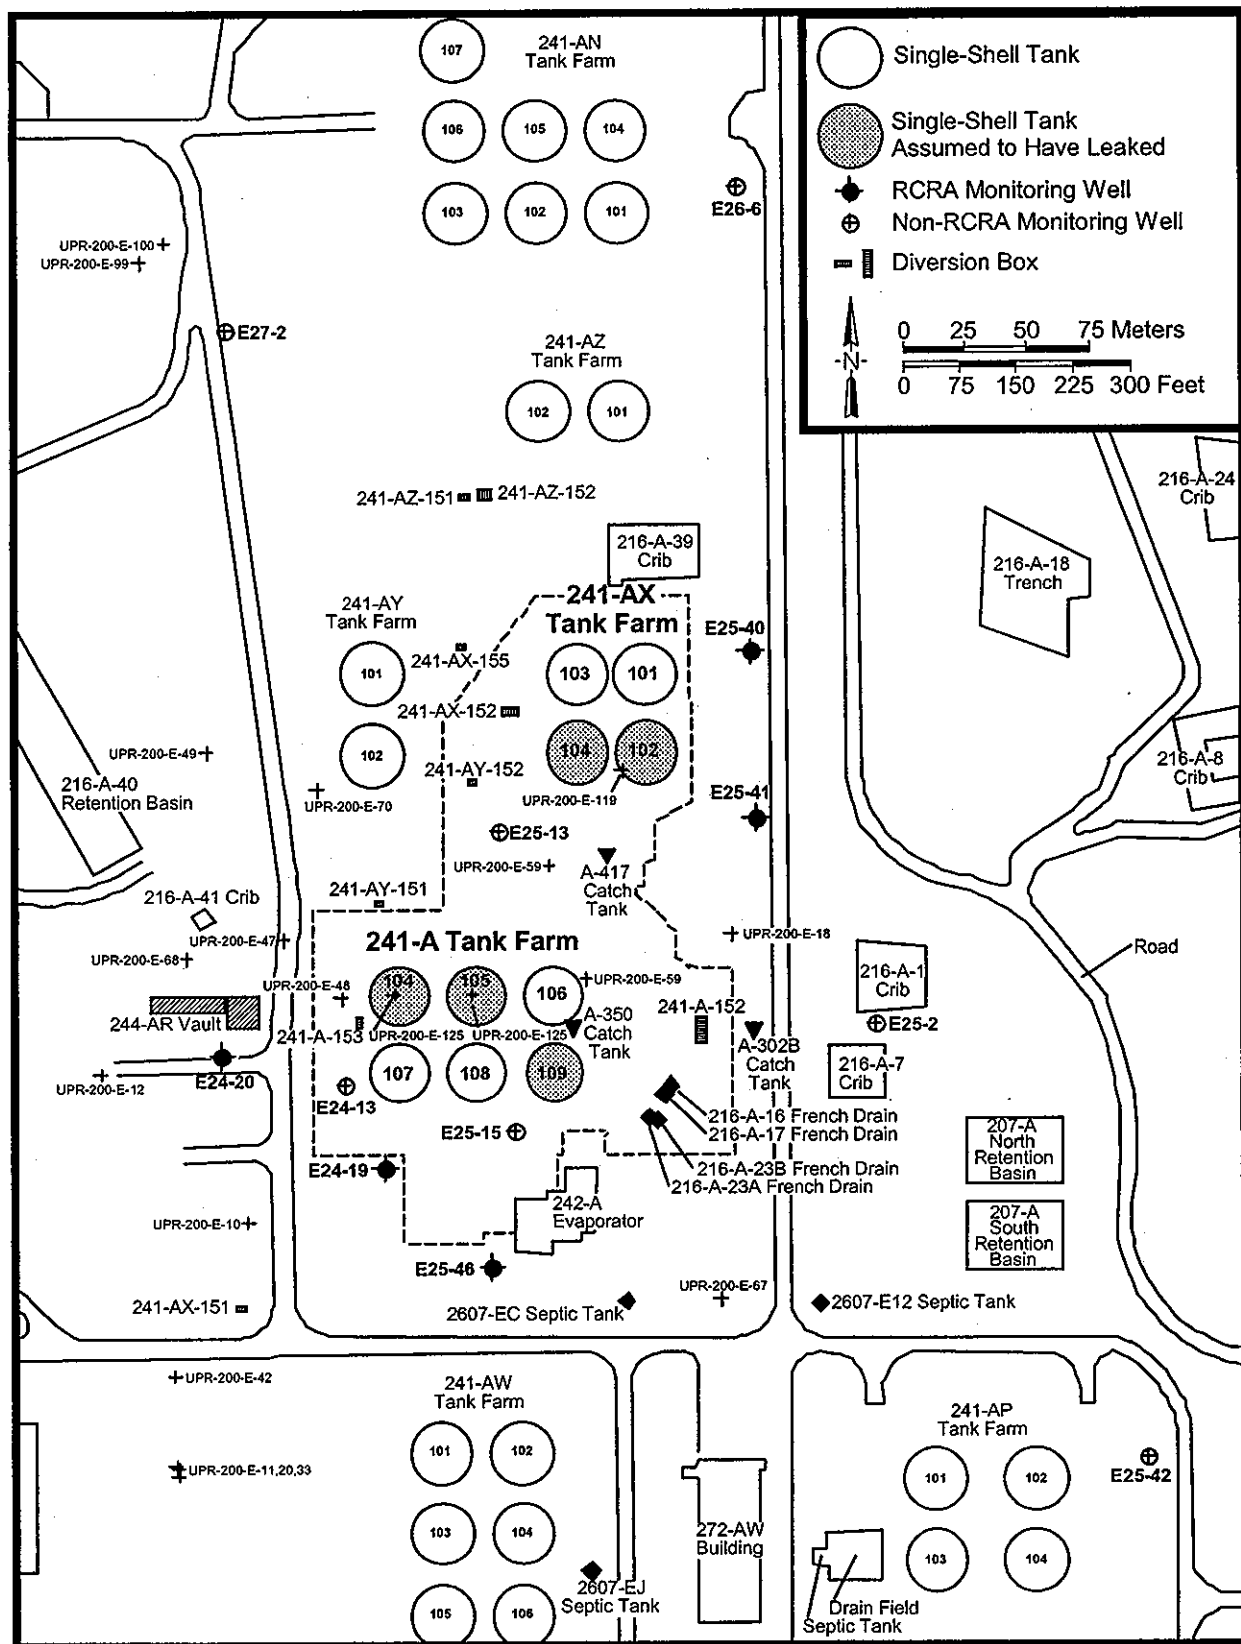 107
241-AN
Tank Farm
106
105
104
103
102
101
Single-Shell Tank
Single-Shell Tank
Assumed to Have Leaked
RCRA Monitoring Well
Non-RCRA Monitoring Well
Diversion Box
N
0 25 50 75 Meters
0 75 150 225 300 Feet
E26-6
UPR-200-E-100
UPR-200-E-99
E27-2
241-AZ
Tank Farm
102
101
241-AZ-151
241-AZ-152
216-A-39
Crib
216-A-24
Crib
216-A-18
Trench
241-AY
Tank Farm
101
102
241-AX
Tank Farm
103
101
104
102
E25-40
241-AX-155
241-AX-152
241-AY-152
UPR-200-E-119
UPR-200-E-49
UPR-200-E-70
216-A-40
Retention Basin
216-A-8
Crib
E25-41
E25-13
UPR-200-E-59
A-417
Catch
Tank
216-A-41 Crib
241-AY-151
241-A Tank Farm
UPR-200-E-47
UPR-200-E-68
UPR-200-E-18
Road
216-A-1
Crib
UPR-200-E-48
104
105
106
UPR-200-E-59
241-A-152
A-350
Catch
Tank
244-AR Vault
241-A-153
UPR-200-E-125
UPR-200-E-125
A-302B
Catch
Tank
E25-2
216-A-7
Crib
107
108
109
E24-20
UPR-200-E-12
E24-13
E25-15
216-A-16 French Drain
216-A-17 French Drain
216-A-23B French Drain
216-A-23A French Drain
207-A
North
Retention
Basin
E24-19
242-A
Evaporator
207-A
South
Retention
Basin
UPR-200-E-10
E25-46
UPR-200-E-67
241-AX-151
2607-EC Septic Tank
2607-E12 Septic Tank
UPR-200-E-42
241-AW
Tank Farm
101
102
103
104
105
106
UPR-200-E-11,20,33
241-AP
Tank Farm
101
102
103
104
E25-42
272-AW
Building
2607-EJ
Septic Tank
Drain Field
Septic Tank